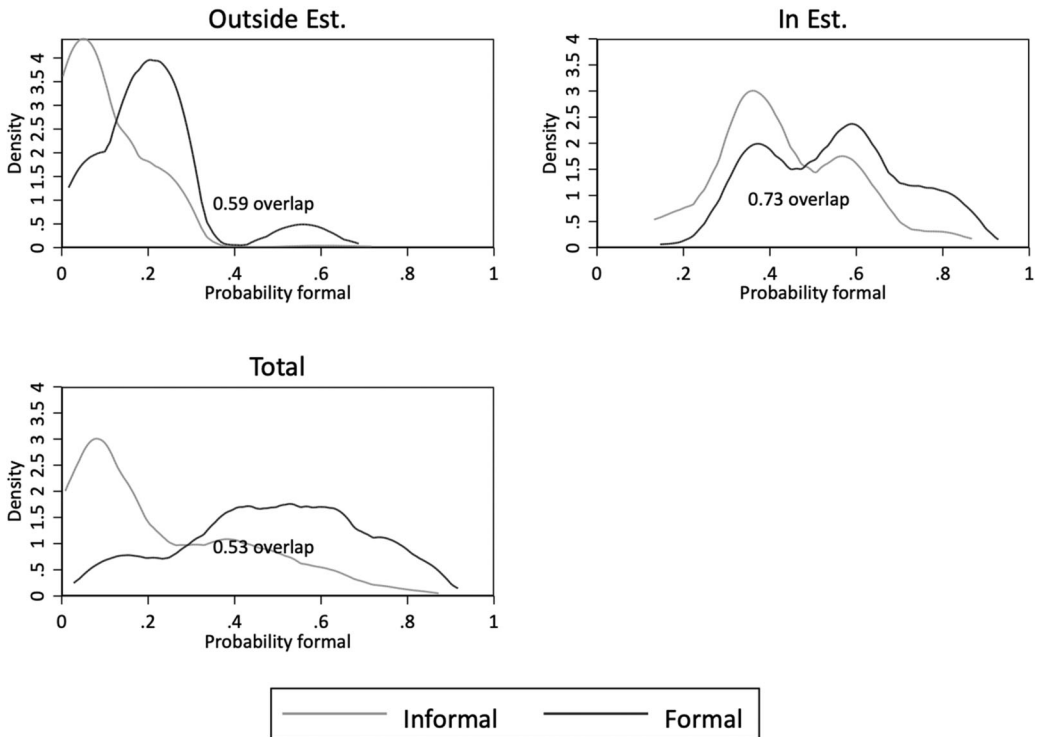 Outside Est.
Density
0 .5 1 1.5 2 2.5 3 3.5 4
0.59 overlap
0 .2 .4 .6 .8 1
Probability formal
In Est.
Density
0 .5 1 1.5 2 2.5 3 3.5 4
0.73 overlap
0 .2 .4 .6 .8 1
Probability formal
Total
Density
0 .5 1 1.5 2 2.5 3 3.5 4
0.53 overlap
0 .2 .4 .6 .8 1
Probability formal
Informal Formal